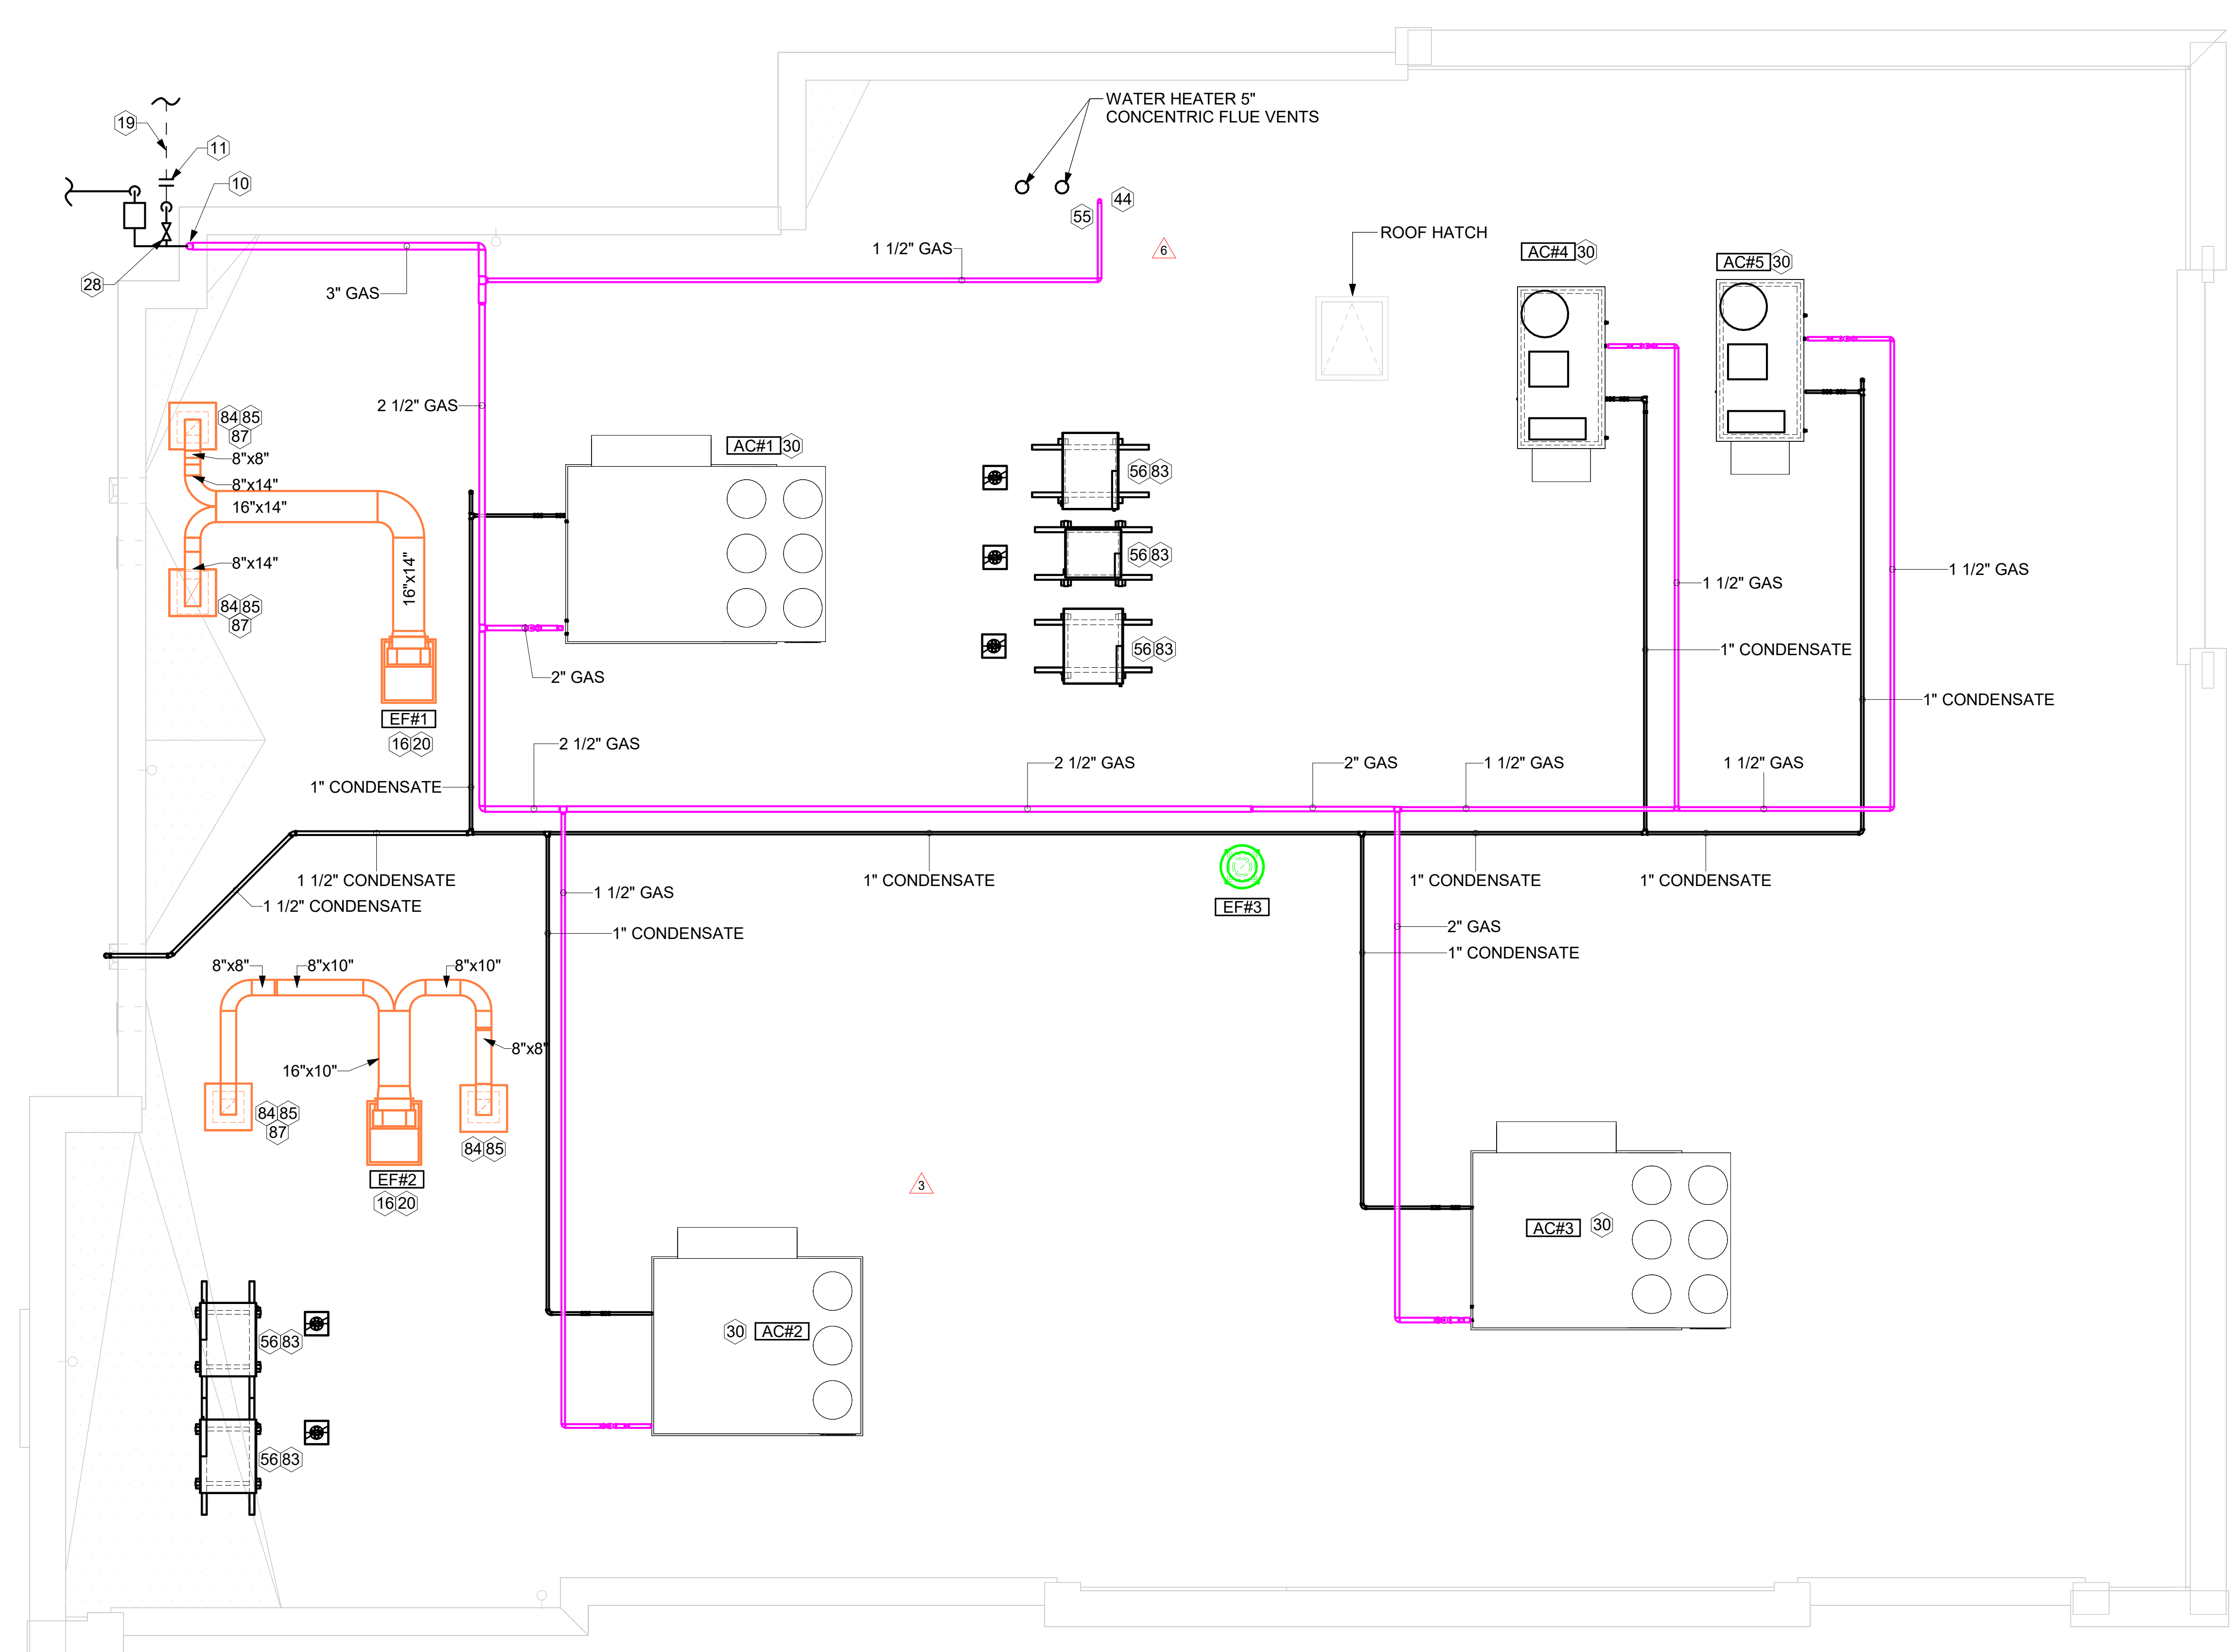 WATER HEATER 5"
CONCENTRIC FLUE VENTS
19
11
10
28
44
55
6
1 1/2" GAS
3" GAS
ROOF HATCH
AC#4
30
AC#5
30
2 1/2" GAS
84
85
87
8"x8"
8"x14"
16"x14"
8"x14"
16"x14"
84
85
87
AC#1
30
56
83
56
83
56
83
2" GAS
1 1/2" GAS
1 1/2" GAS
1" CONDENSATE
1" CONDENSATE
EF#1
16
20
2 1/2" GAS
2 1/2" GAS
2" GAS
1 1/2" GAS
1 1/2" GAS
1" CONDENSATE
1 1/2" CONDENSATE
1 1/2" CONDENSATE
1 1/2" GAS
1" CONDENSATE
1" CONDENSATE
EF#3
1" CONDENSATE
1" CONDENSATE
2" GAS
1" CONDENSATE
8"x8"
8"x10"
8"x10"
8"x8"
16"x10"
84
85
87
84
85
EF#2
16
20
3
AC#3
30
30
AC#2
56
83
56
83